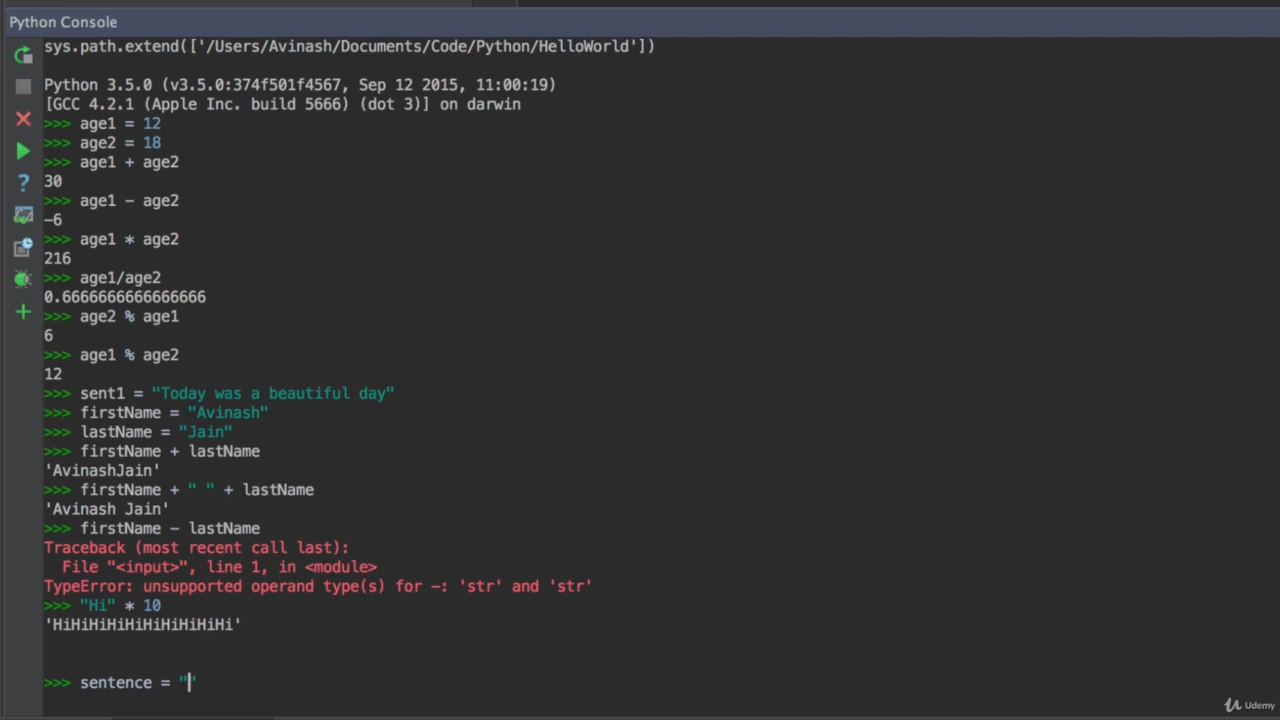 Python Console
sys.path.extend(['/Users/Avinash/Documents/Code/Python/HelloWorld'])
Python 3.5.0 (v3.5.0:374f501f4567, Sep 12 2015, 11:00:19)
[GCC 4.2.1 (Apple Inc. build 5666) (dot 3)] on darwin
>>> age1 = 12
>>> age2 = 18
>>> age1 + age2
30
>>> age1 - age2
-6
>>> age1 * age2
216
>>> age1/age2
0.6666666666666666
>>> age2 % age1
6
>>> age1 % age2
12
>>> sent1 = "Today was a beautiful day"
>>> firstName = "Avinash"
>>> lastName = "Jain"
>>> firstName + lastName
'AvinashJain'
>>> firstName + " " + lastName
'Avinash Jain'
>>> firstName - lastName
Traceback (most recent call last):
  File "<input>", line 1, in <module>
TypeError: unsupported operand type(s) for -: 'str' and 'str'
>>> "Hi" * 10
'HiHiHiHiHiHiHiHiHiHi'
>>> sentence = ""
Udemy